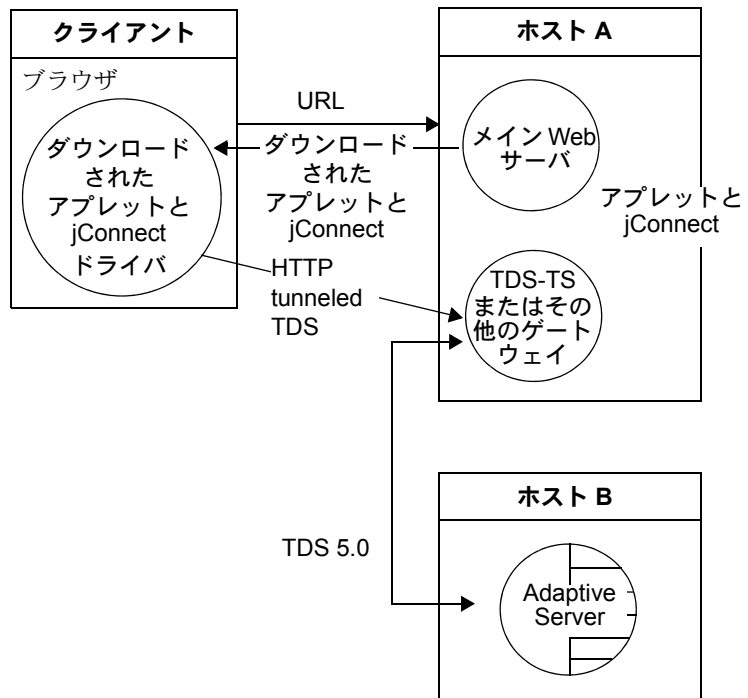 クライアント
ブラウザ
ダウンロード
された
アプレットと
jConnect
ドライバ
URL
ダウンロード
された
アプレットと
jConnect
HTTP
tunneled
TDS
ホスト A
メイン Web
サーバ
アプレットと
jConnect
TDS-TS
またはその
他のゲート
ウェイ
TDS 5.0
ホスト B
Adaptive
Server